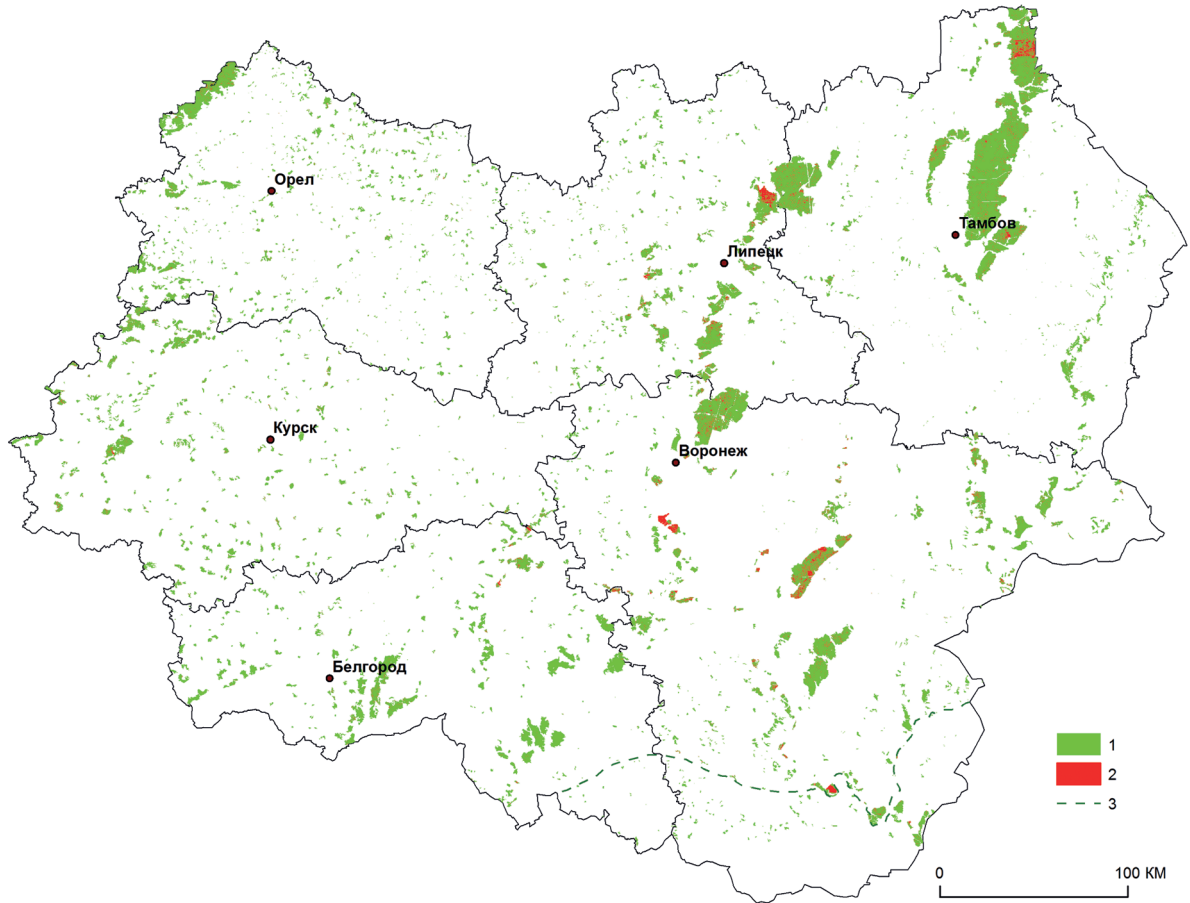 Орел
Тамбов
Липецк
Курск
Воронеж
Белгород
1
2
3
0 100 КМ